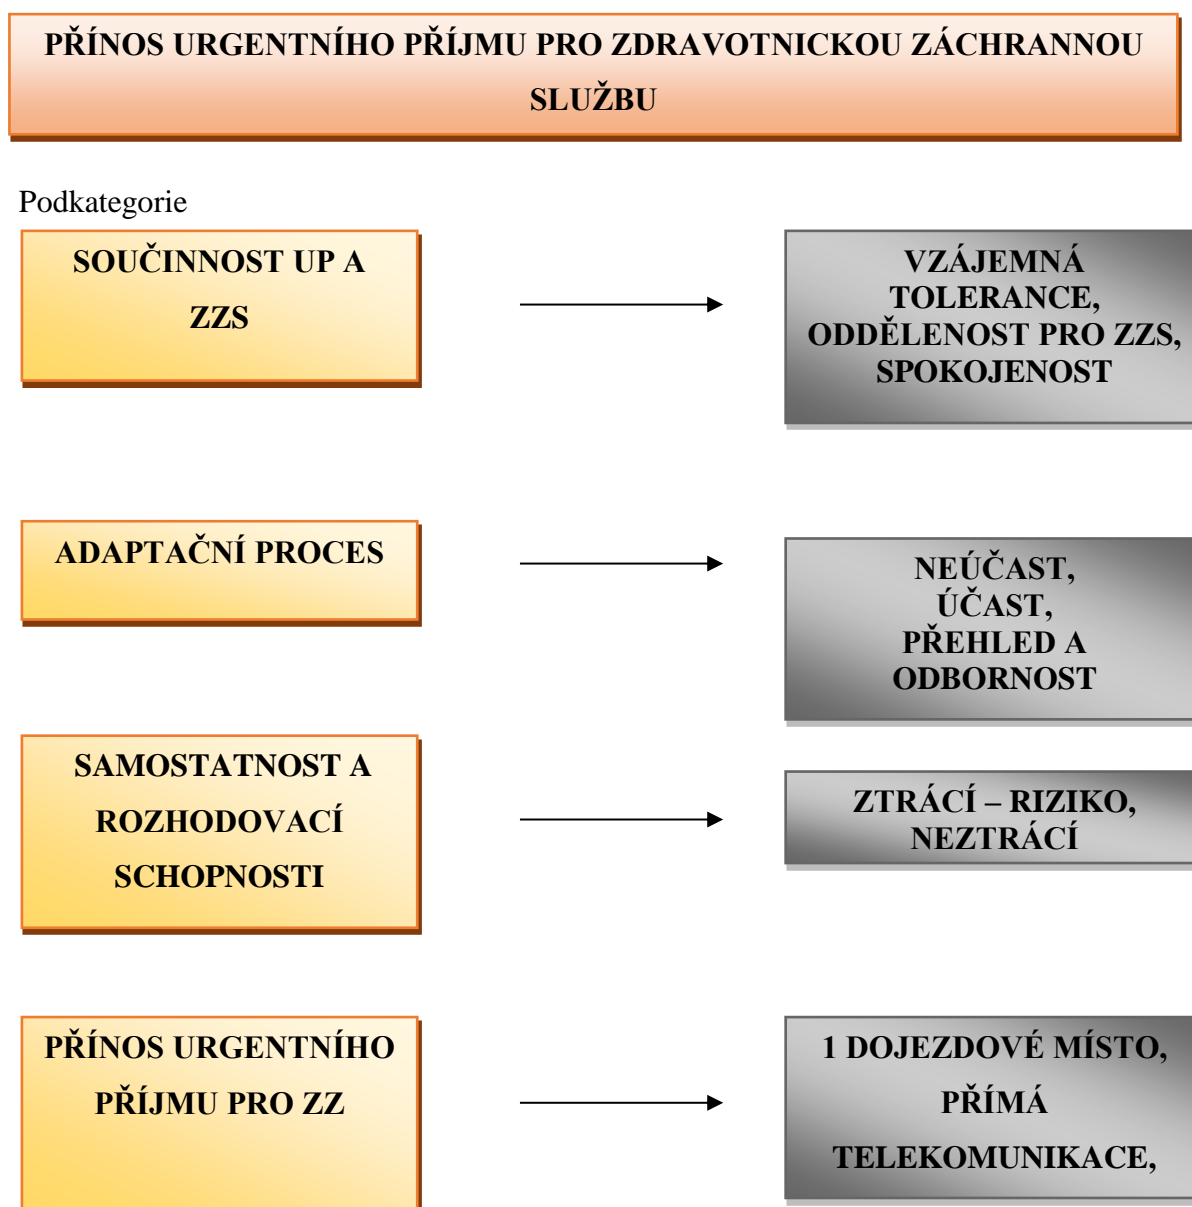 PŘÍNOS URGENTNÍHO PŘÍJMU PRO ZDRAVOTNICKOU ZÁCHRANNOU
SLUŽBU
Podkategorie
SOUČINNOST UP A
ZZS
VZÁJEMNÁ
TOLERANCE,
ODDĚLENOST PRO ZZS,
SPOKOJENOST
ADAPTAČNÍ PROCES
NEÚČAST,
ÚČAST,
PŘEHLED A
ODBORNOST
SAMOSTATNOST A
ROZHODOVACÍ
SCHOPNOSTI
ZTRÁCÍ – RIZIKO,
NEZTRÁCÍ
PŘÍNOS URGENTNÍHO
PŘÍJMU PRO ZZ
1 DOJEZDOVÉ MÍSTO,
PŘÍMÁ
TELEKOMUNIKACE,